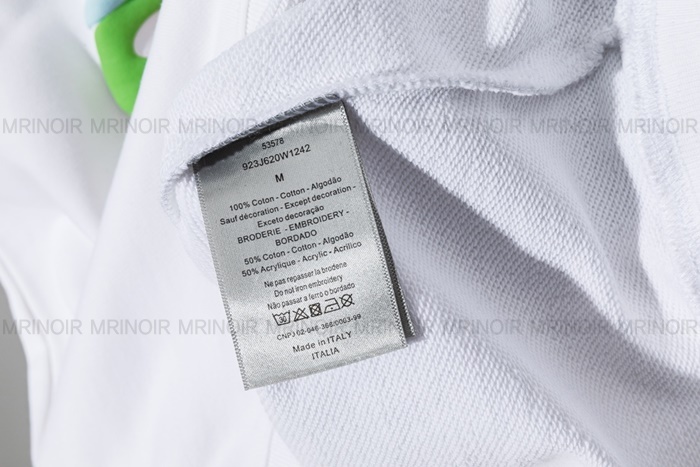 MRINOIR MRINOIR MRINOIR MRINOIR MRINOIR MRINOIR MRINOIR MRINOIR
53578
923J620W1242
M
100% Coton - Cotton - Algodão
Sauf décoration - Except decoration -
Exceto decoração
BRODERIE - EMBROIDERY -
BORDADO
50% Coton - Cotton - Algodão
50% Acrylique - Acrylic - Acrílico
Ne pas repasser la broderie
Do not iron embroidery
Não passar a ferro o bordado
MRINOIR MRINOIR MRINOIR MRINOIR MRINOIR MRINOIR MRINOIR MRINOIR
CNPJ 02-046-368/0003-99
Made in ITALY
ITALIA